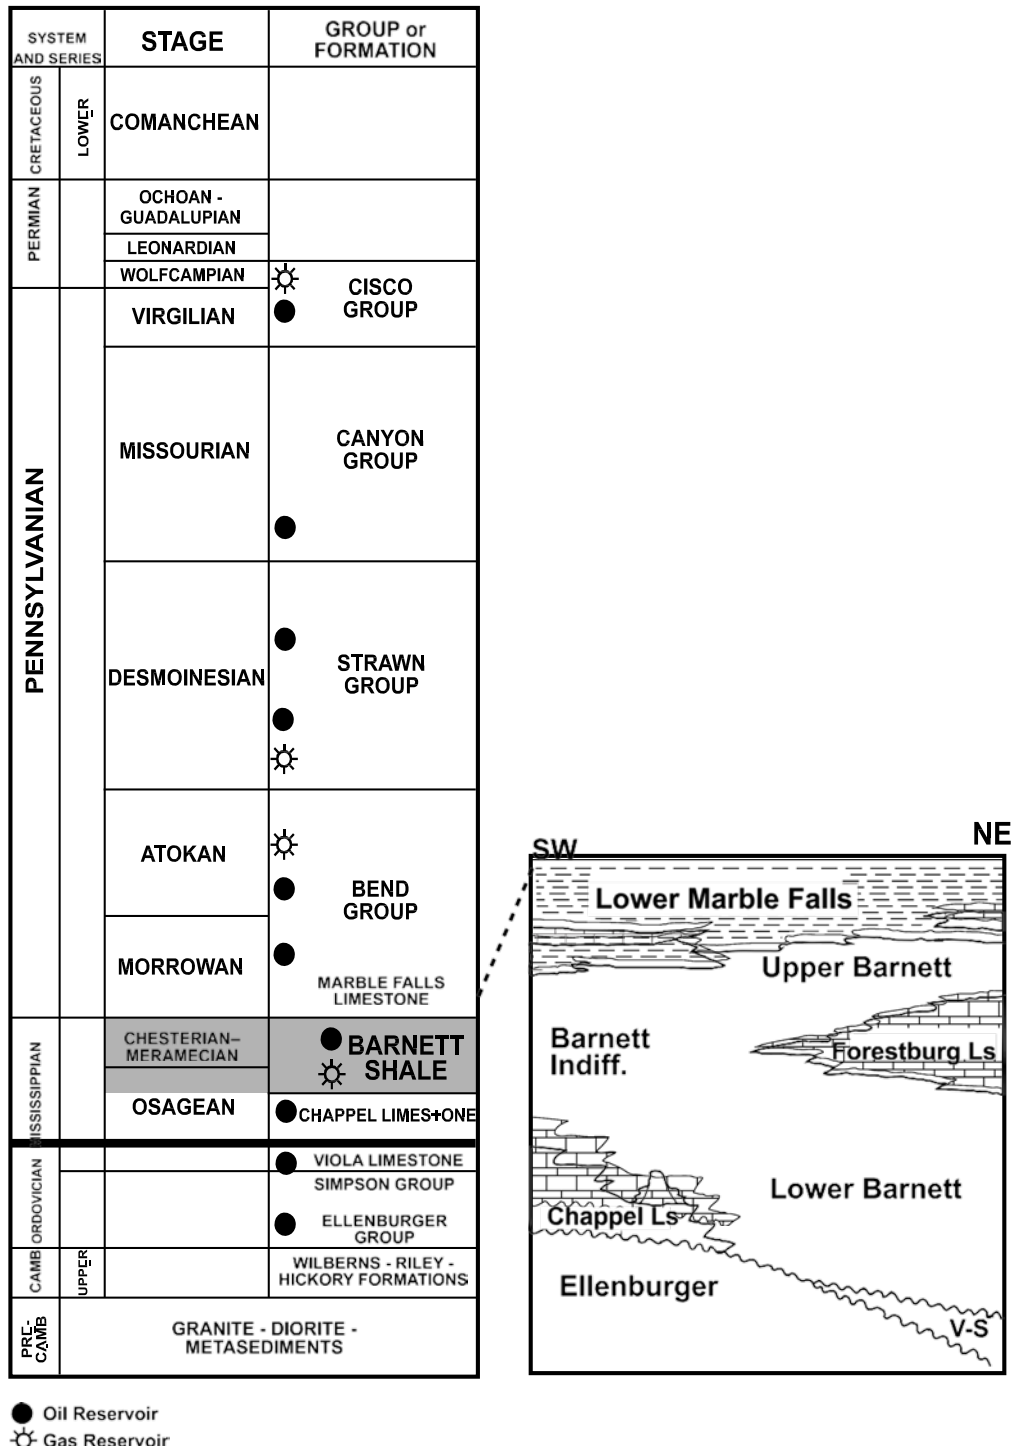 SYSTEM
AND SERIES
STAGE
GROUP or
FORMATION
CRETACEOUS
LOWER
COMANCHEAN
PERMIAN
OCHOAN -
GUADALUPIAN
LEONARDIAN
WOLFCAMPIAN
CISCO
GROUP
PENNSYLVANIAN
VIRGILIAN
MISSOURIAN
CANYON
GROUP
DESMOINESIAN
STRAWN
GROUP
ATOKAN
BEND
GROUP
MORROWAN
MARBLE FALLS
LIMESTONE
MISSISSIPPIAN
CHESTERIAN–
MERAMECIAN
BARNETT
SHALE
OSAGEAN
CHAPPEL LIMESTONE
ORDOVICIAN
VIOLA LIMESTONE
SIMPSON GROUP
ELLENBURGER
GROUP
CAMB
UPPER
WILBERNS - RILEY -
HICKORY FORMATIONS
PRE-
CAMB
GRANITE - DIORITE -
METASEDIMENTS
Oil Reservoir
Gas Reservoir
SW
NE
Lower Marble Falls
Upper Barnett
Barnett
Indiff.
Forestburg Ls
Lower Barnett
Chappel Ls
Ellenburger
V-S